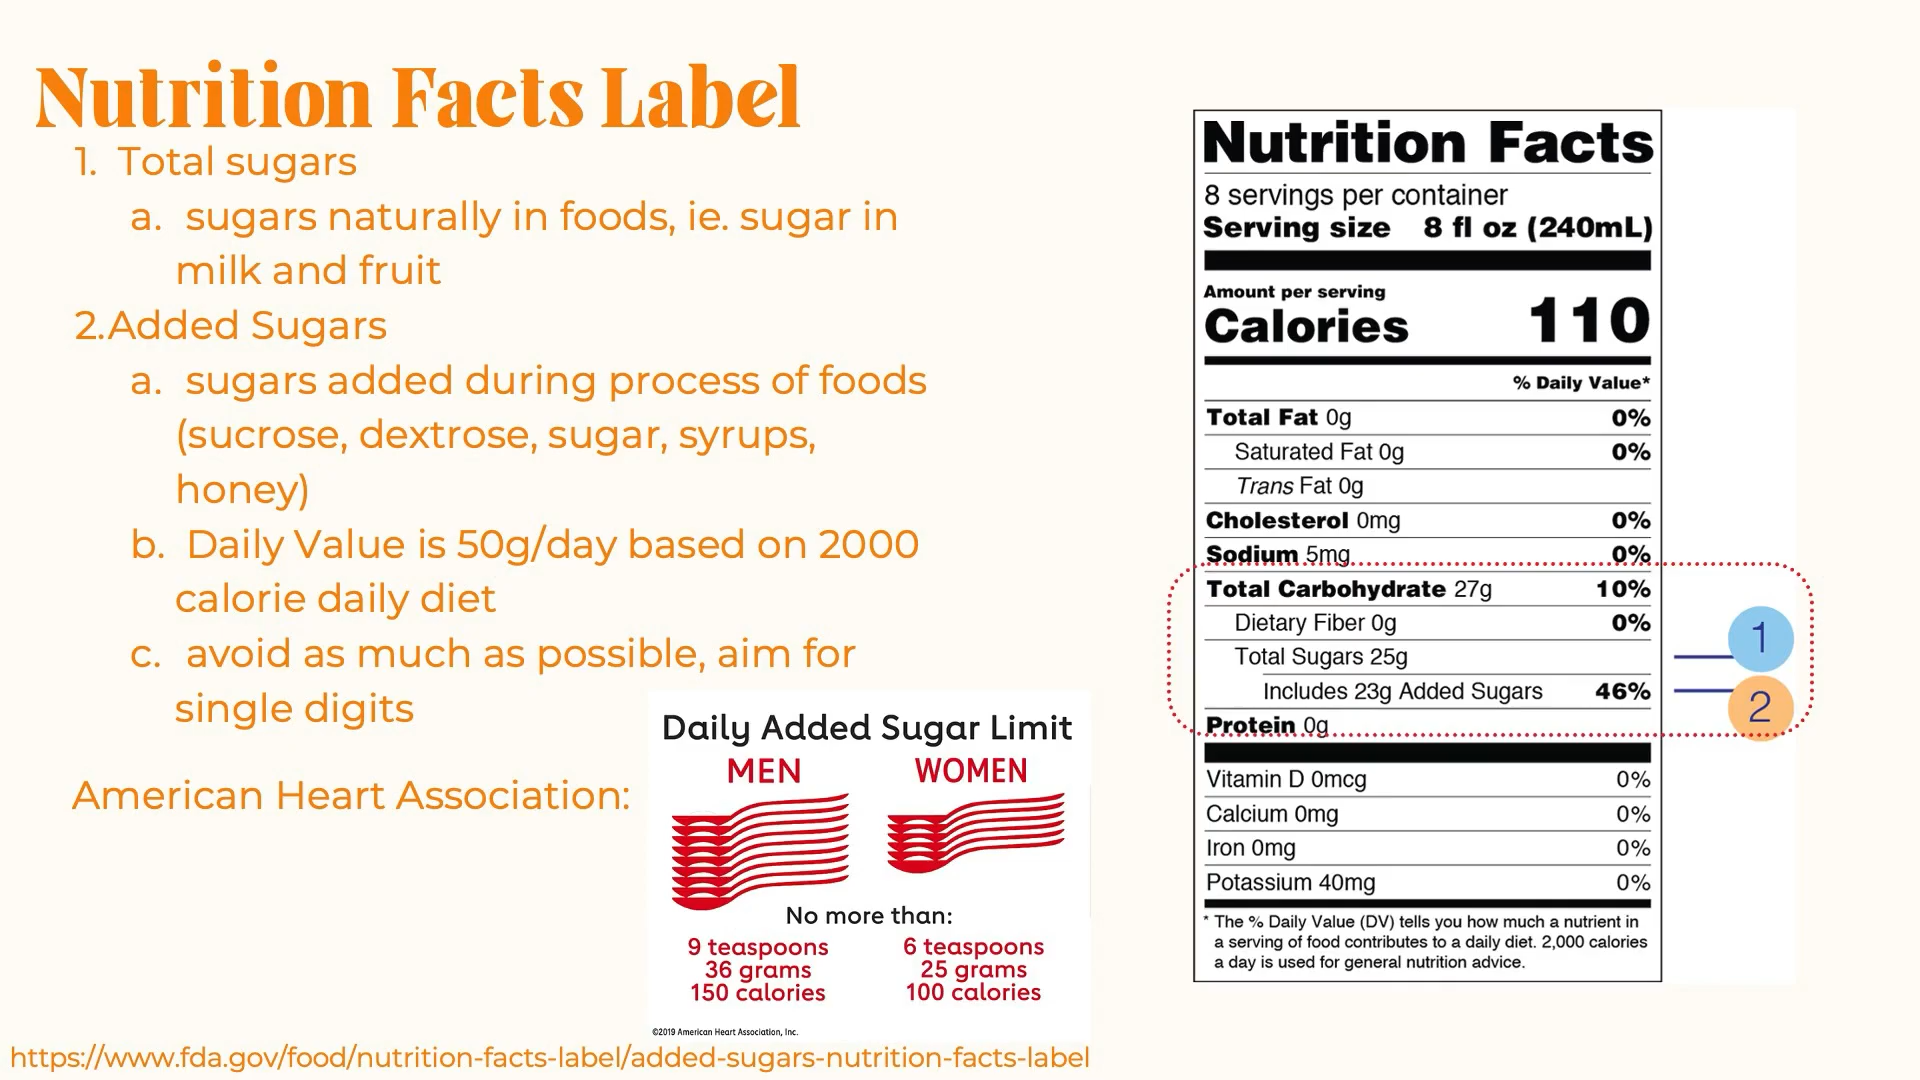 Nutrition Facts Label
1. Total sugars
a. sugars naturally in foods, ie. sugar in
milk and fruit
2.Added Sugars
a. sugars added during process of foods
(sucrose, dextrose, sugar, syrups,
honey)
b. Daily Value is 50g/day based on 2000
calorie daily diet
c. avoid as much as possible, aim for
single digits
American Heart Association:
Daily Added Sugar Limit
MEN WOMEN
No more than:
9 teaspoons 6 teaspoons
36 grams 25 grams
150 calories 100 calories
©2019 American Heart Association, Inc.
https://www.fda.gov/food/nutrition-facts-label/added-sugars-nutrition-facts-label
Nutrition Facts
8 servings per container
Serving size 8 fl oz (240mL)
Amount per serving
Calories 110
% Daily Value*
Total Fat 0g 0%
Saturated Fat 0g 0%
Trans Fat 0g
Cholesterol 0mg 0%
Sodium 5mg 0%
Total Carbohydrate 27g 10%
Dietary Fiber 0g 0%
Total Sugars 25g 1
Includes 23g Added Sugars 46% 2
Protein 0g
Vitamin D 0mcg 0%
Calcium 0mg 0%
Iron 0mg 0%
Potassium 40mg 0%
* The % Daily Value (DV) tells you how much a nutrient in
a serving of food contributes to a daily diet. 2,000 calories
a day is used for general nutrition advice.